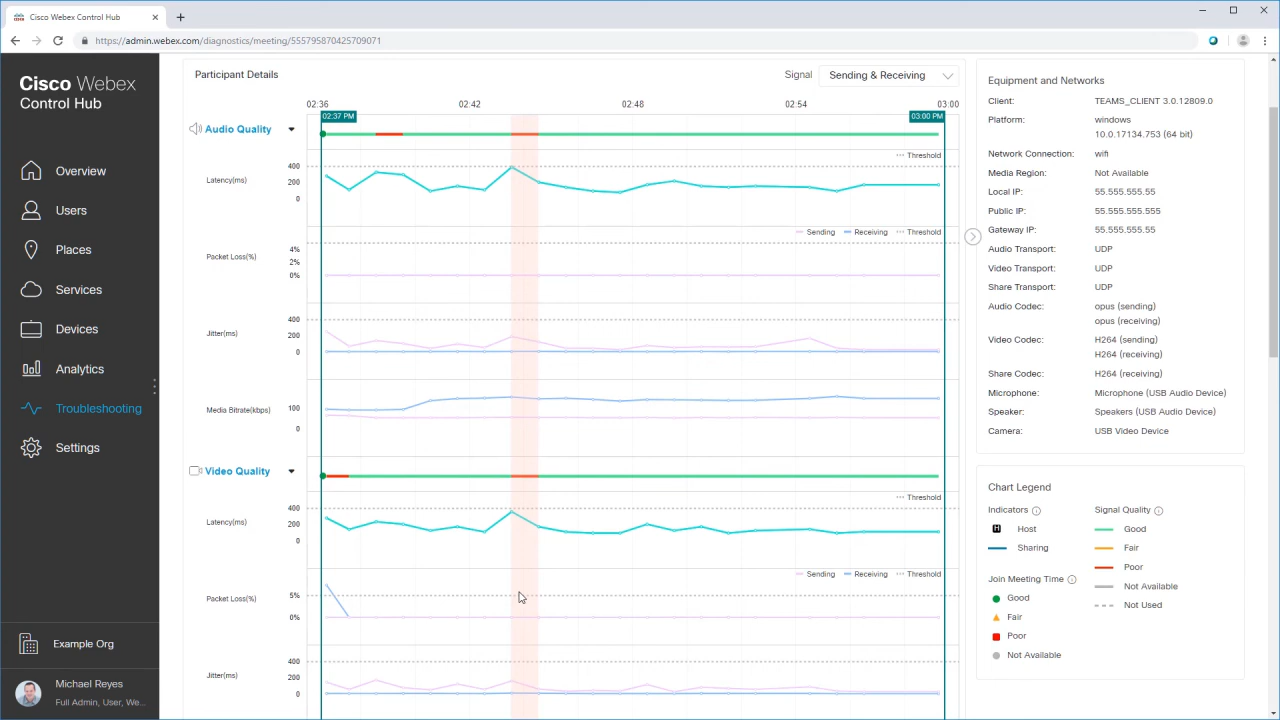 Cisco Webex Control Hub
https://admin.webex.com/diagnostics/meeting/555795870425709071
Cisco Webex
Control Hub
Overview
Users
Places
Services
Devices
Analytics
Troubleshooting
Settings
Example Org
Michael Reyes
Full Admin, User, We...
Participant Details
Signal
Sending & Receiving
02:36
02:42
02:48
02:54
03:00
02:37 PM
03:00 PM
Audio Quality
Threshold
Latency(ms)
400
200
0
Sending
Receiving
Threshold
Packet Loss(%)
4%
2%
0%
Jitter(ms)
400
200
0
Media Bitrate(kbps)
100
0
Video Quality
Threshold
Latency(ms)
400
200
0
Sending
Receiving
Threshold
Packet Loss(%)
5%
0%
Jitter(ms)
400
200
0
Equipment and Networks
Client: TEAMS_CLIENT 3.0.12809.0
Platform: windows
10.0.17134.753 (64 bit)
Network Connection: wifi
Media Region: Not Available
Local IP: 55.555.555.55
Public IP: 55.555.555.555
Gateway IP: 55.555.555.55
Audio Transport: UDP
Video Transport: UDP
Share Transport: UDP
Audio Codec: opus (sending)
opus (receiving)
Video Codec: H264 (sending)
H264 (receiving)
Share Codec: H264 (receiving)
Microphone: Microphone (USB Audio Device)
Speaker: Speakers (USB Audio Device)
Camera: USB Video Device
Chart Legend
Indicators
H Host
Sharing
Join Meeting Time
Good
Fair
Poor
Not Available
Signal Quality
Good
Fair
Poor
Not Available
Not Used